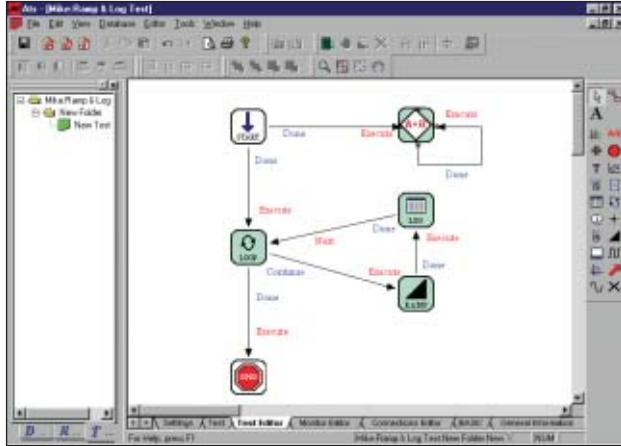 Ats - [Mike:Ramp & Log Test]
File Edit View Database Editor Tools Window Help
Mike:Ramp & Log
New Folder
New Test
START
Done
Execute
A+B
Execute
Done
Done
Execute
LOOP
Next
Done
LOG
Execute
Done
Continue
Execute
Done
Execute
D... R... T...
Settings Test Test Editor Monitor Editor Connections Editor BASIC General Information
For Help, press F1
Mike:Ramp & Log Test:New Folder:New T
NUM